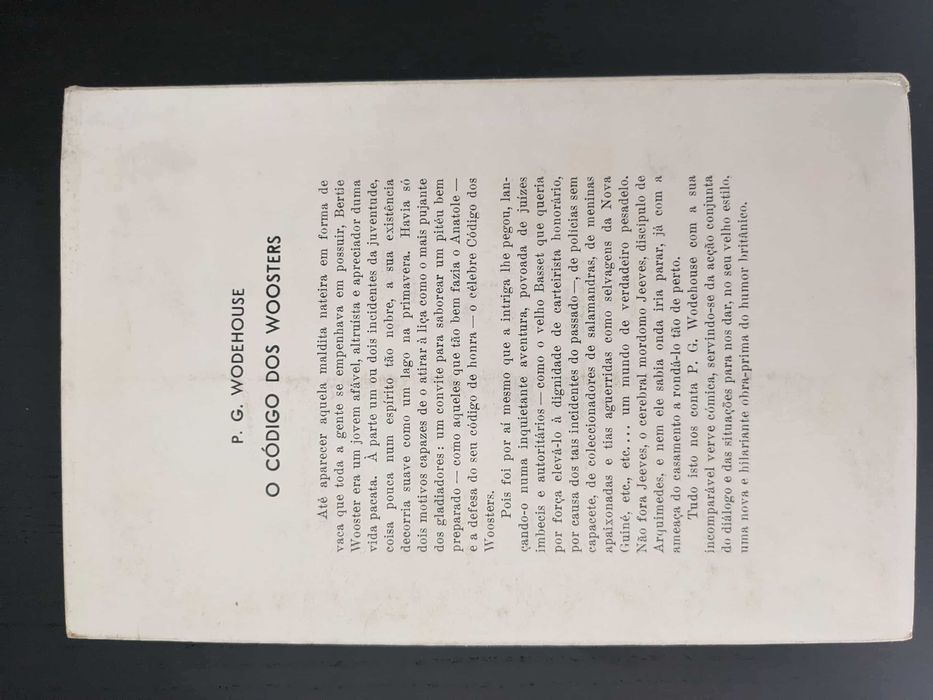 P. G. WODEHOUSE
O CÓDIGO DOS WOOSTERS
Até aparecer aquela maldita nateira em forma de
vaca que toda a gente se empenhava em possuir, Bertie
Wooster era um jovem afável, altruísta e apreciador duma
vida pacata. À parte um ou dois incidentes da juventude,
coisa pouca num espírito tão nobre, a sua existência
decorria suave como um lago na primavera. Havia só
dois motivos capazes de o atirar à liça como o mais pujante
dos gladiadores: um convite para saborear um pitéu bem
preparado — como aqueles que tão bem fazia o Anatole —
e a defesa do seu código de honra — o célebre Código dos
Woosters.
Pois foi por aí mesmo que a intriga lhe pegou, lan-
çando-o numa inquietante aventura, povoada de juízes
imbecis e autoritários — como o velho Basset que queria
por força elevá-lo à dignidade de carteirista honorário,
por causa dos tais incidentes do passado —, de polícias sem
capacete, de coleccionadores de salamandras, de meninas
apaixonadas e tias aguerridas como selvagens da Nova
Guiné, etc., etc.... um mundo de verdadeiro pesadelo.
Não fora Jeeves, o cerebral mordomo Jeeves, discípulo de
Arquimedes, e nem ele sabia onde iria parar, já com a
ameaça do casamento a rondá-lo tão de perto.
Tudo isto nos conta P. G. Wodehouse com a sua
incomparável verve cómica, servindo-se da acção conjunta
do diálogo e das situações para nos dar, no seu velho estilo,
uma nova e hilariante obra-prima do humor britânico.